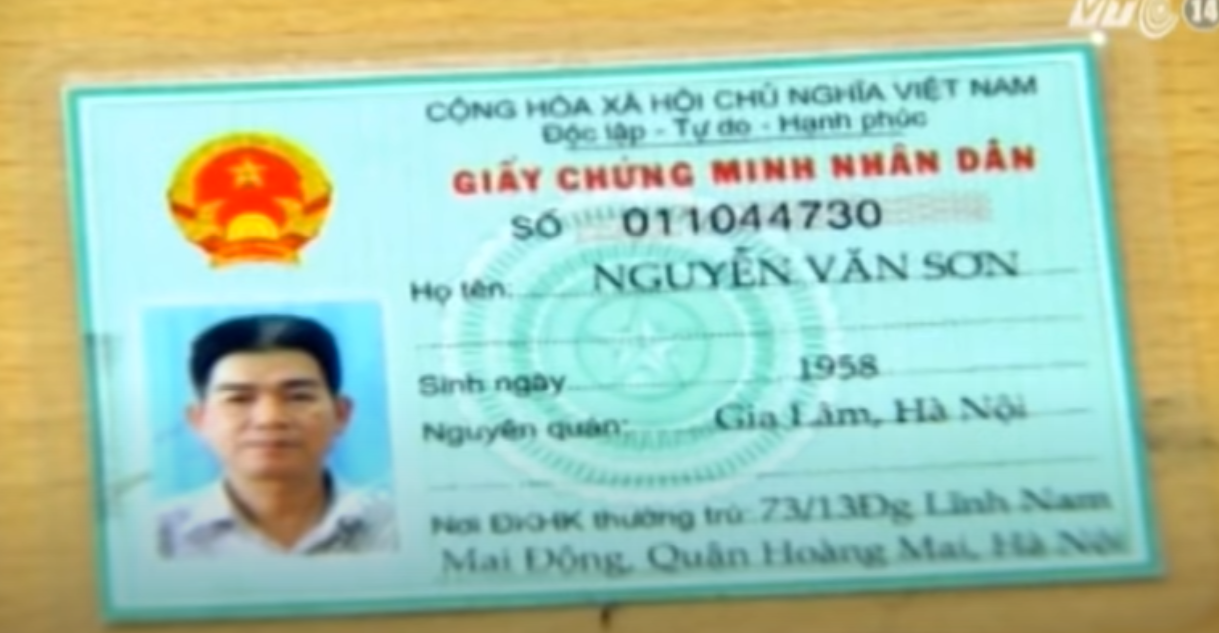 VTC 14
CỘNG HÒA XÃ HỘI CHỦ NGHĨA VIỆT NAM
Độc lập - Tự do - Hạnh phúc
GIẤY CHỨNG MINH NHÂN DÂN
SỐ 011044730
Họ tên: NGUYỄN VĂN SƠN
Sinh ngày 1958
Nguyên quán: Gia Lâm, Hà Nội
Nơi ĐKHK thường trú: 73/13Đg Lĩnh Nam
Mai Động, Quận Hoàng Mai, Hà Nội